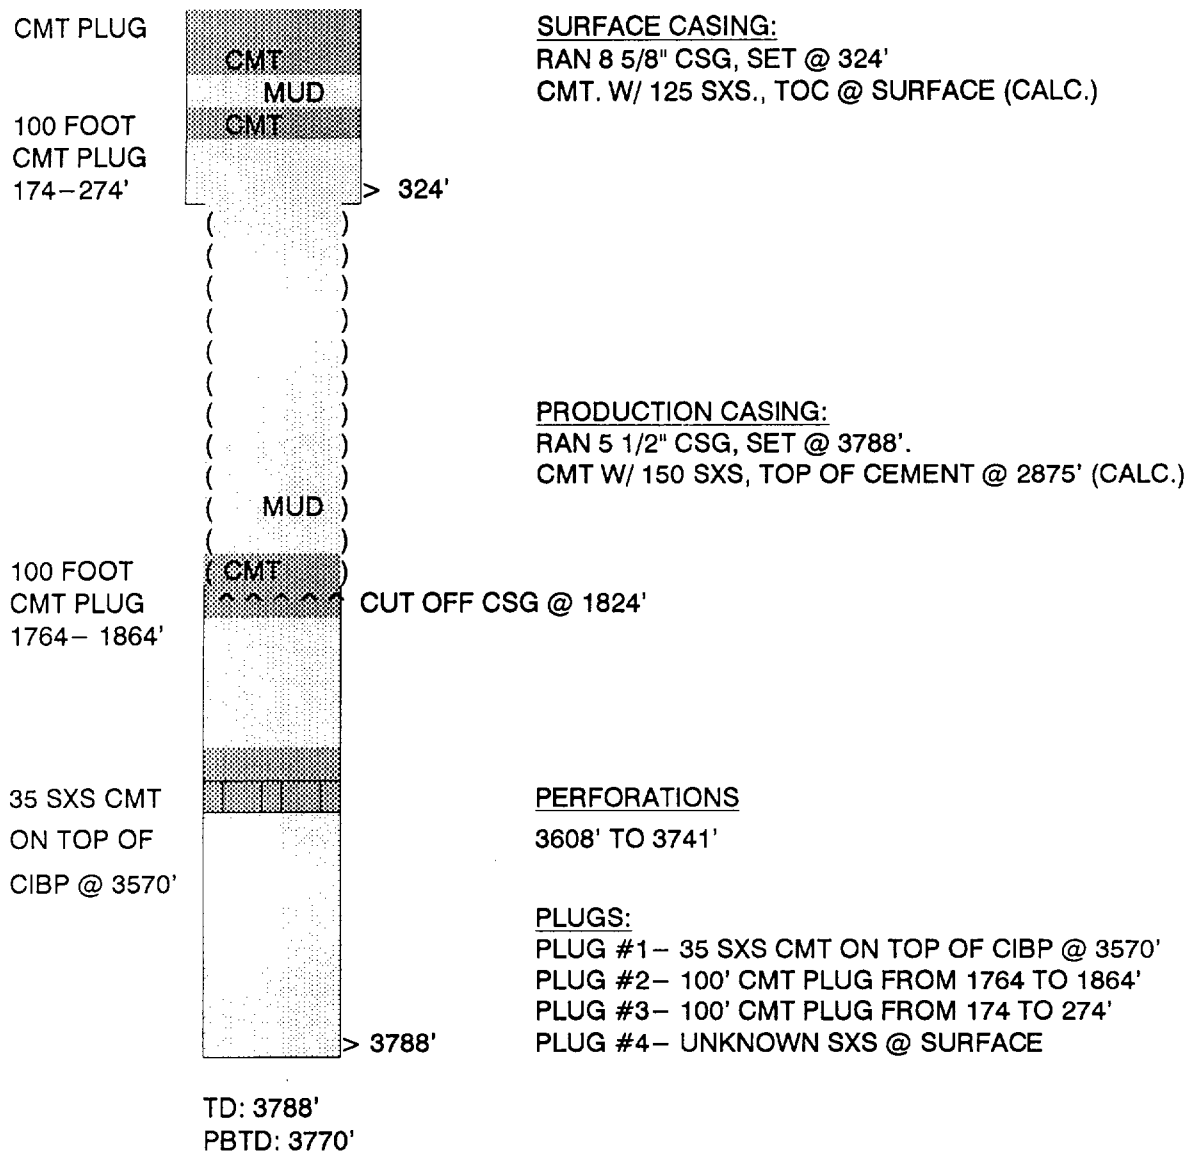 CMT PLUG
CMT
MUD
100 FOOT
CMT
CMT PLUG
174–274'
> 324'
SURFACE CASING:
RAN 8 5/8" CSG, SET @ 324'
CMT. W/ 125 SXS., TOC @ SURFACE (CALC.)
PRODUCTION CASING:
RAN 5 1/2" CSG, SET @ 3788'.
CMT W/ 150 SXS, TOP OF CEMENT @ 2875' (CALC.)
MUD
100 FOOT
CMT
CMT PLUG
1764– 1864'
CUT OFF CSG @ 1824'
35 SXS CMT
ON TOP OF
CIBP @ 3570'
PERFORATIONS
3608' TO 3741'
PLUGS:
PLUG #1– 35 SXS CMT ON TOP OF CIBP @ 3570'
PLUG #2– 100' CMT PLUG FROM 1764 TO 1864'
PLUG #3– 100' CMT PLUG FROM 174 TO 274'
PLUG #4– UNKNOWN SXS @ SURFACE
> 3788'
TD: 3788'
PBTD: 3770'